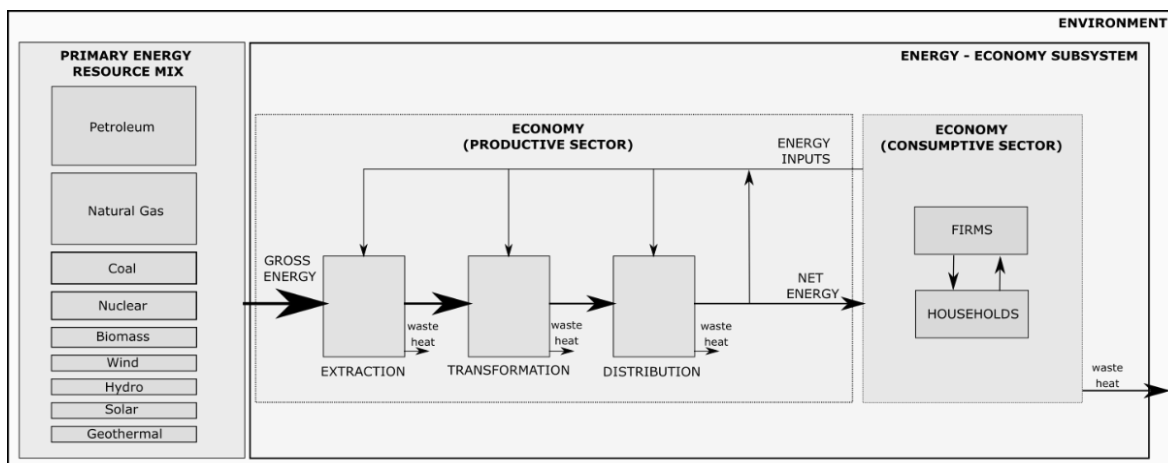 ENVIRONMENT
PRIMARY ENERGY
RESOURCE MIX
Petroleum
Natural Gas
Coal
Nuclear
Biomass
Wind
Hydro
Solar
Geothermal
ENERGY - ECONOMY SUBSYSTEM
ECONOMY
(PRODUCTIVE SECTOR)
ENERGY
INPUTS
GROSS
ENERGY
waste
heat
EXTRACTION
waste
heat
TRANSFORMATION
waste
heat
DISTRIBUTION
NET
ENERGY
ECONOMY
(CONSUMPTIVE SECTOR)
FIRMS
HOUSEHOLDS
waste
heat